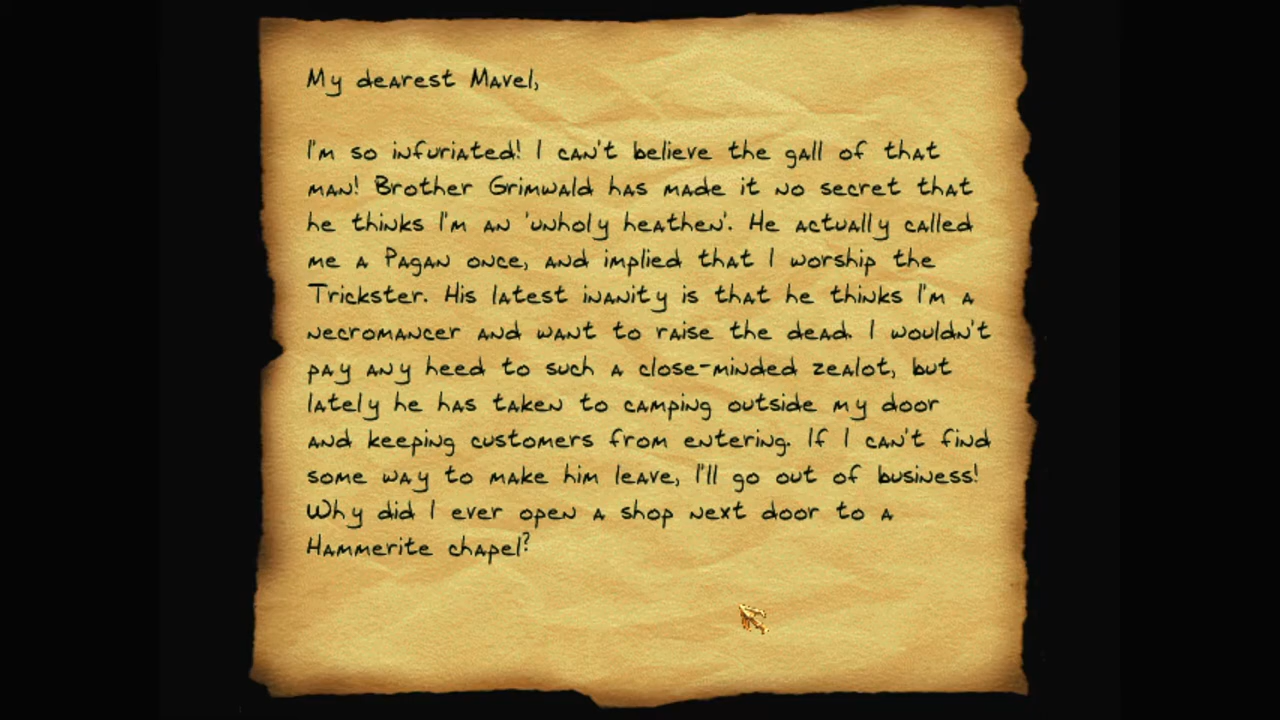 My dearest Mavel,
I'm so infuriated! I can't believe the gall of that
man! Brother Grimwald has made it no secret that
he thinks I'm an 'unholy heathen'. He actually called
me a Pagan once, and implied that I worship the
Trickster. His latest inanity is that he thinks I'm a
necromancer and want to raise the dead. I wouldn't
pay any heed to such a close-minded zealot, but
lately he has taken to camping outside my door
and keeping customers from entering. If I can't find
some way to make him leave, I'll go out of business!
Why did I ever open a shop next door to a
Hammerite chapel?